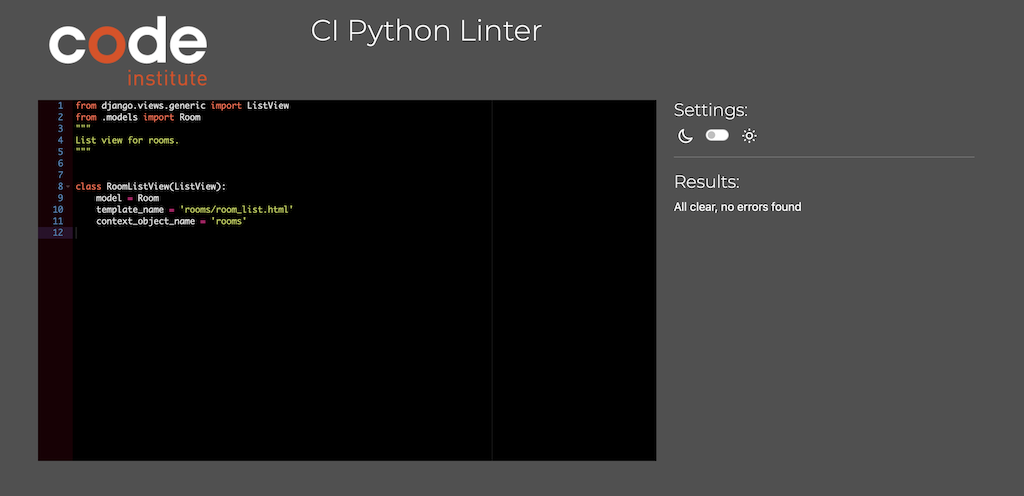 code
institute
CI Python Linter
1 from django.views.generic import ListView
2 from .models import Room
3 """
4 List view for rooms.
5 """
6
7
8 class RoomListView(ListView):
9     model = Room
10     template_name = 'rooms/room_list.html'
11     context_object_name = 'rooms'
12
Settings:
Results:
All clear, no errors found